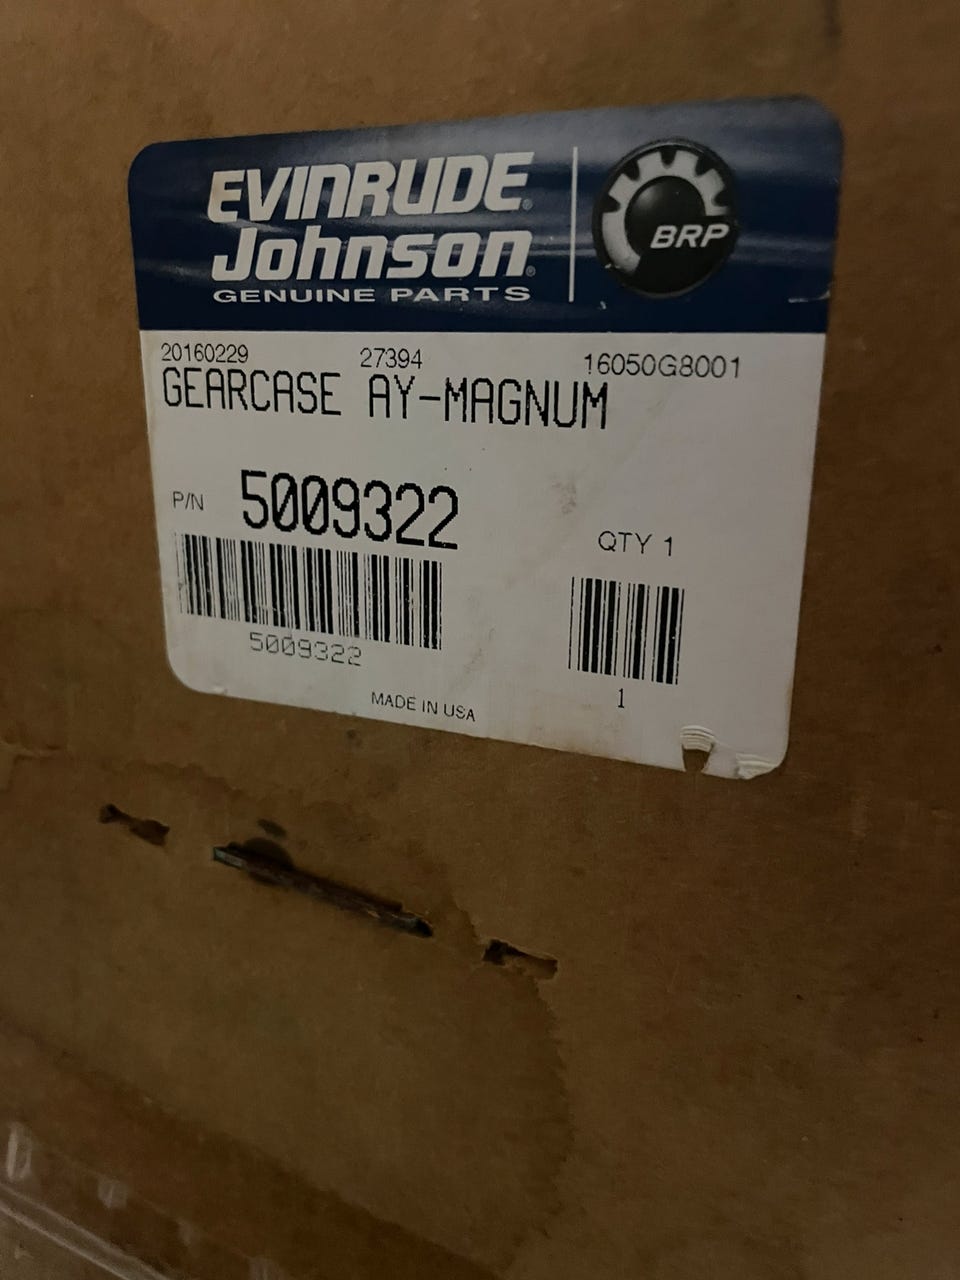 EVINRUDE®
Johnson®
GENUINE PARTS
BRP
20160229 27394 16050G8001
GEARCASE AY-MAGNUM
P/N 5009322
QTY 1
5009322
1
MADE IN USA